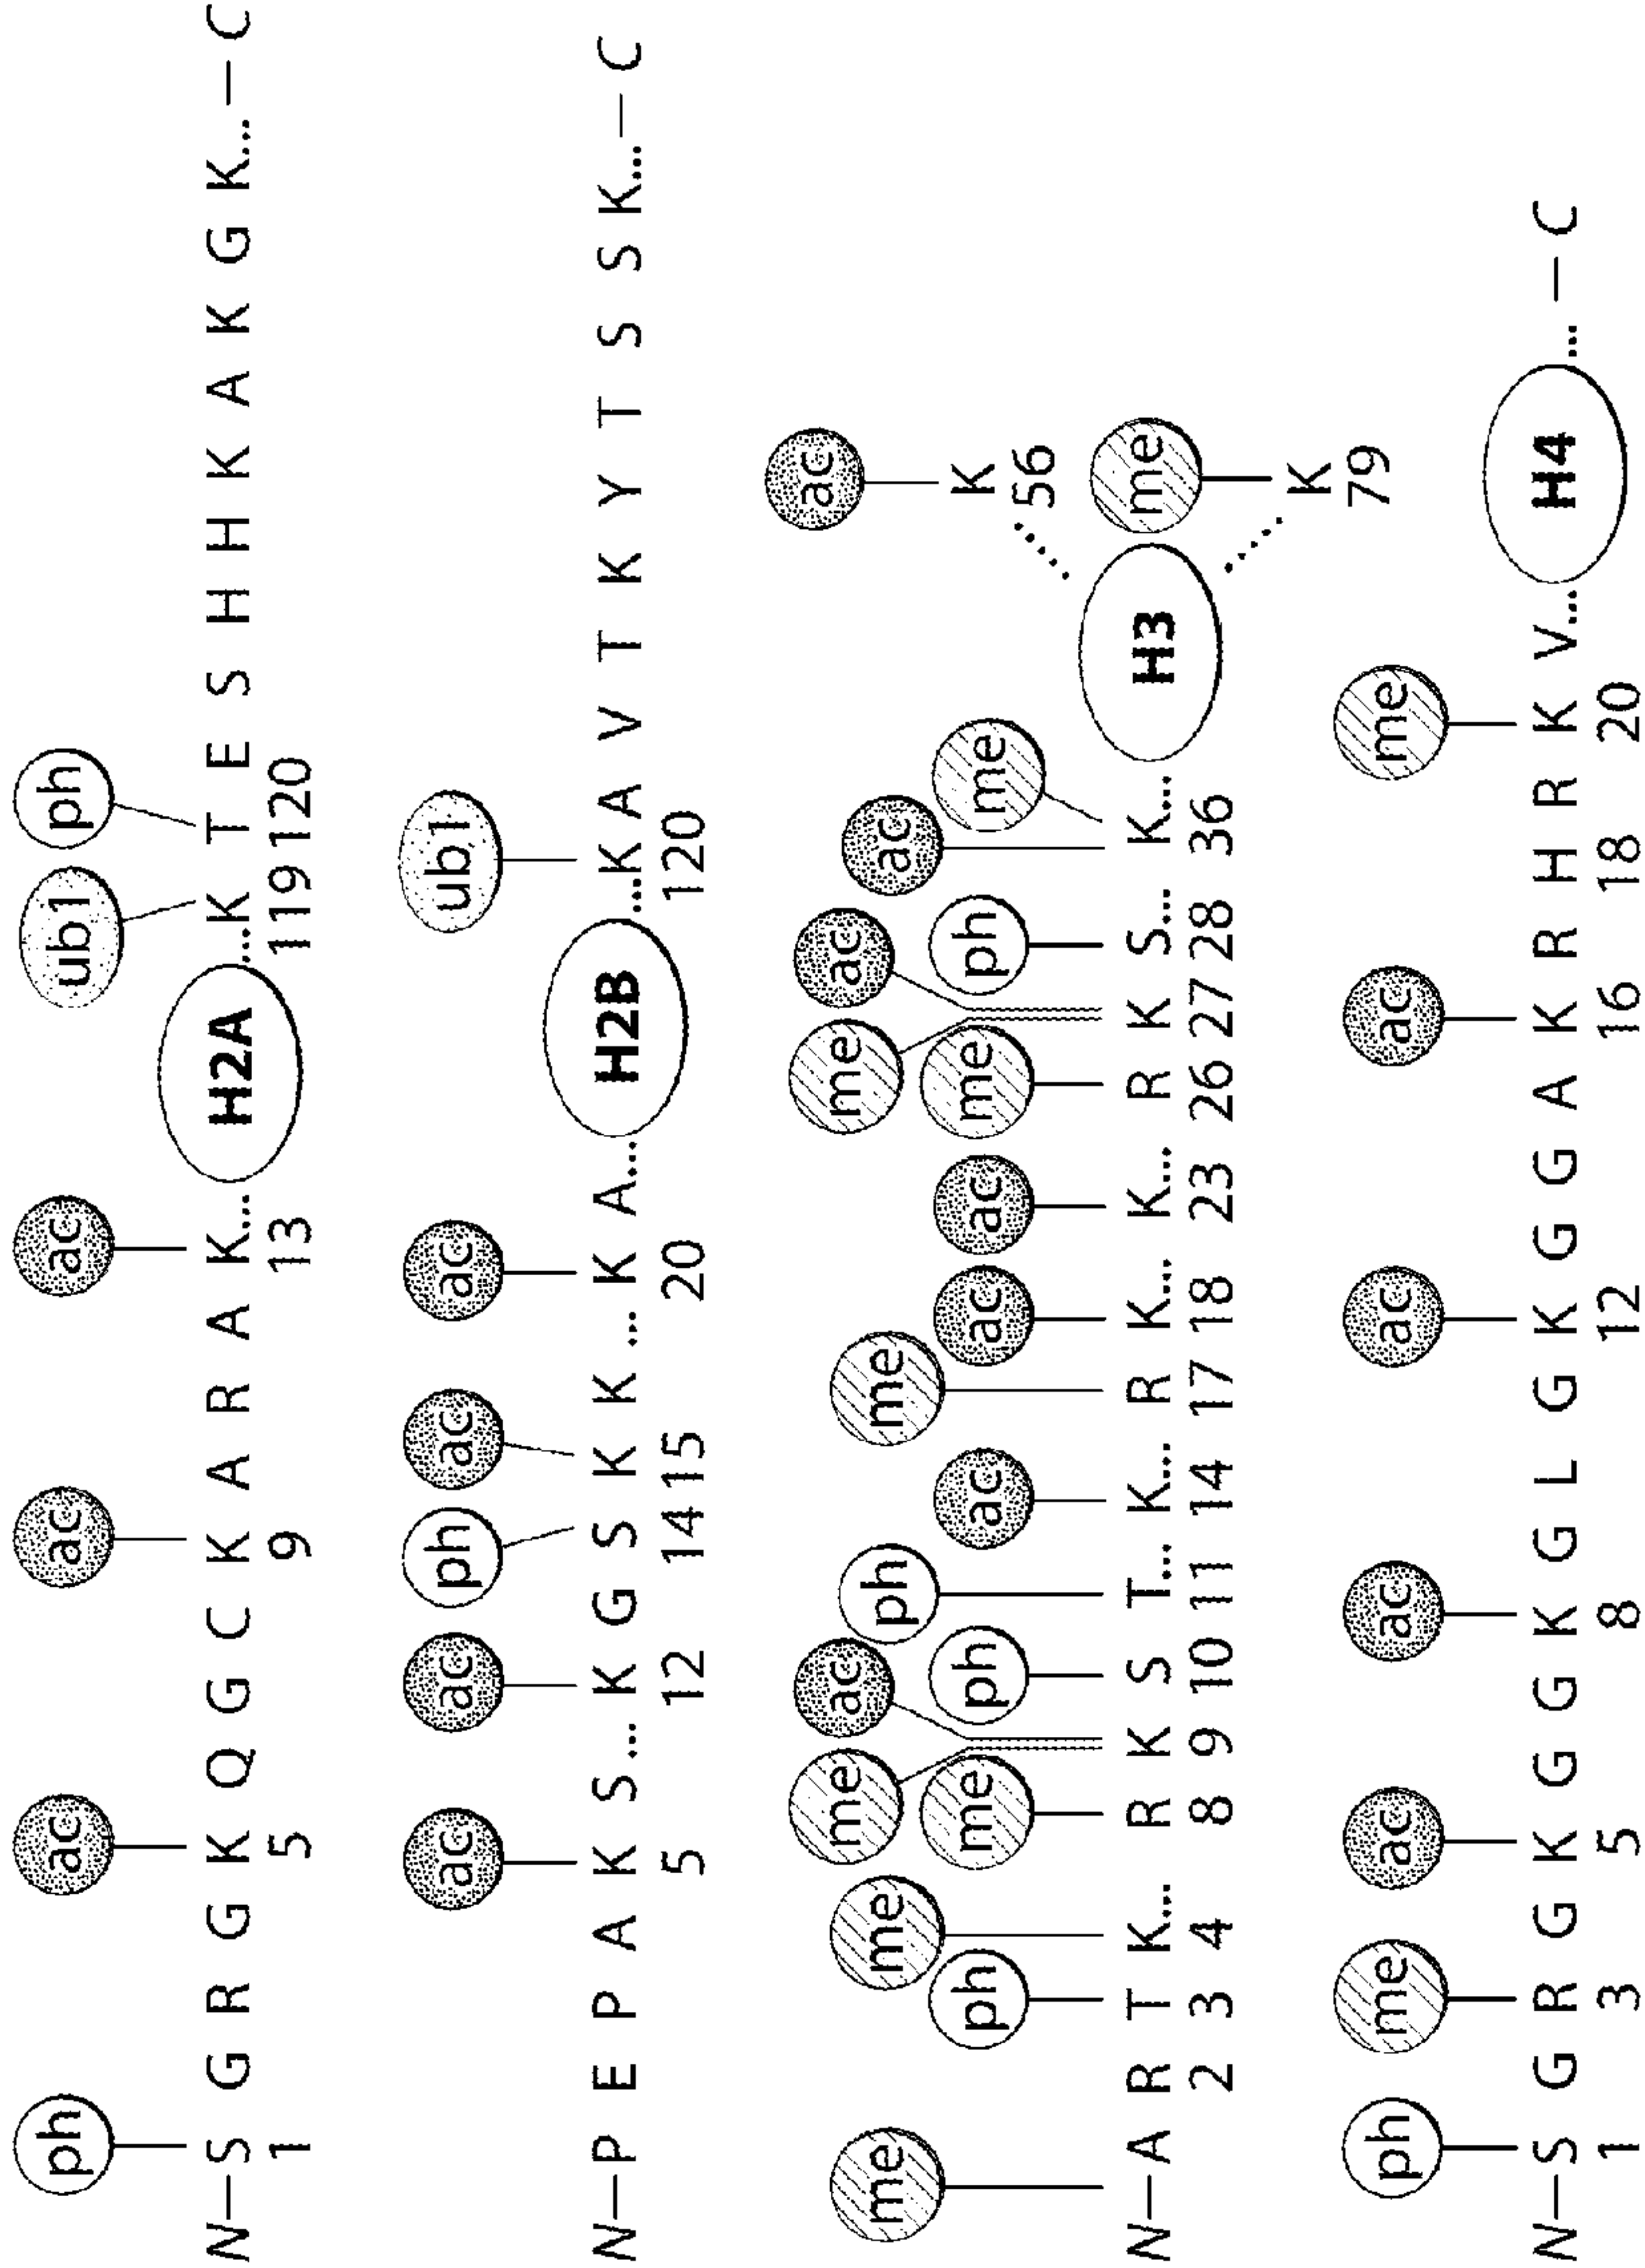 ph ac ac ac ub1 ph
N—S G R G K Q G C K A R A K... H2A ...K T E S H H K A K G K... — C
1 5 9 13 119 120
ac ac ph ac ac ub1
N—P E P A K S... K G S K K ... K A... H2B ...K A V T K Y T S S K... — C
5 12 14 15 20 120
me ac me ac ac
me me ph me ac me
ph me ph ac ac ac me ph
N—A R T K... R K S T... K... R K... K... R K S... K... H3 K K
2 3 4 8 9 10 11 14 17 18 23 26 27 28 36 56 79
ph me ac ac ac ac me
N—S G R G K G G K G L G K G G A K R H R K V... H4 ... — C
1 3 5 8 12 16 18 20